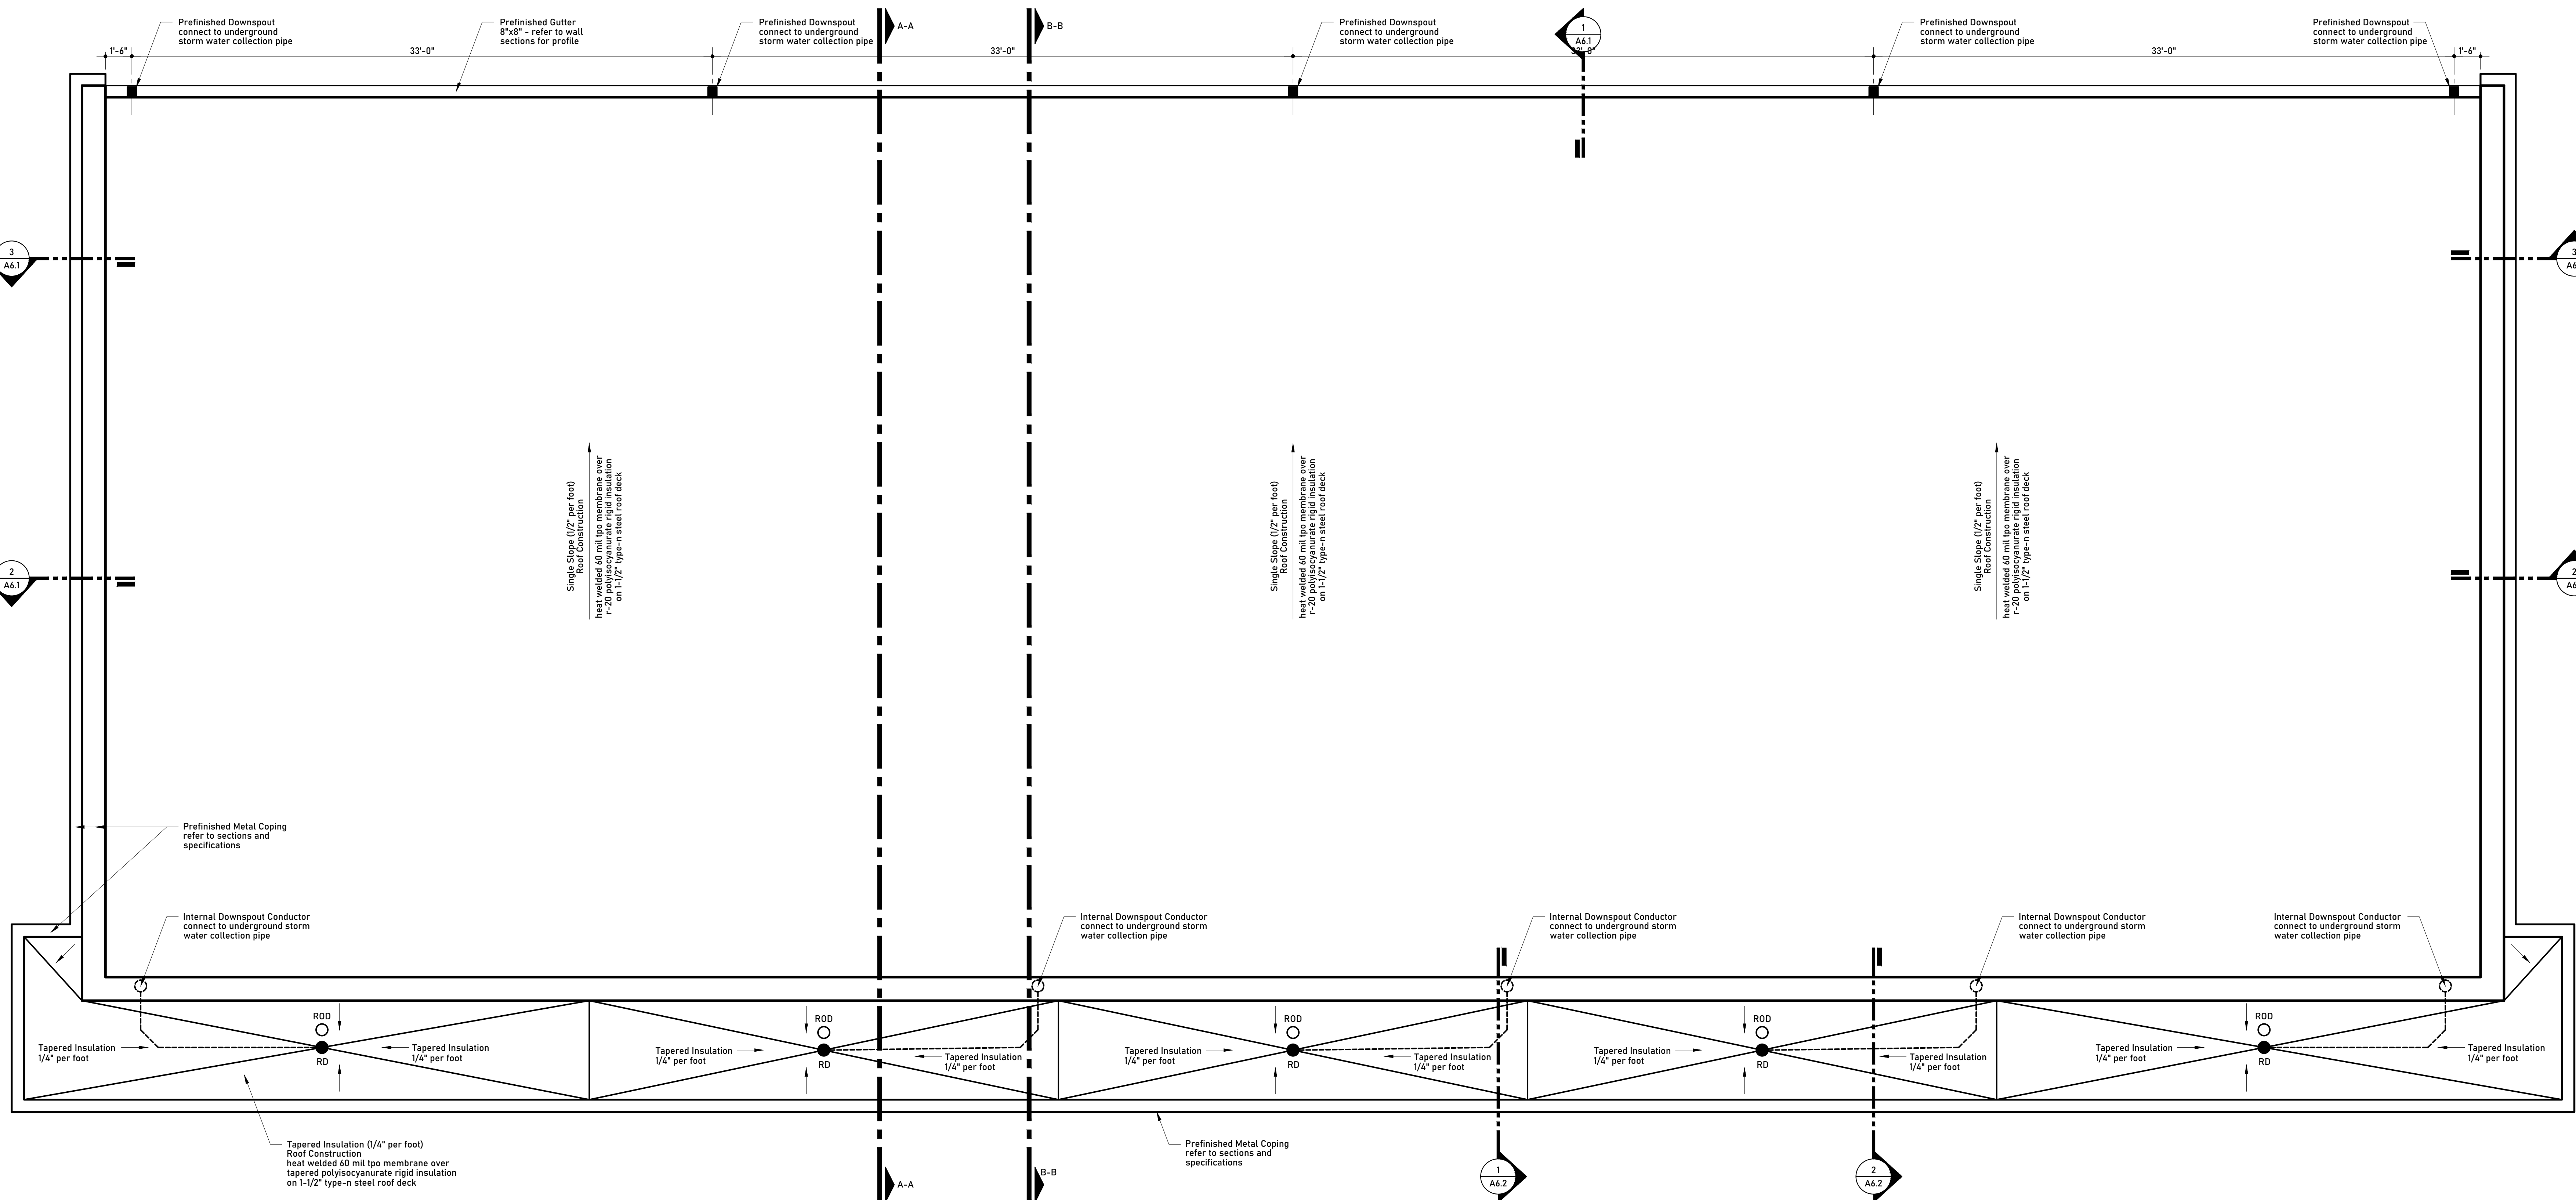 Prefinished Downspout
connect to underground
storm water collection pipe
Prefinished Gutter
8"x8" - refer to wall
sections for profile
Prefinished Downspout
connect to underground
storm water collection pipe
A-A
B-B
Prefinished Downspout
connect to underground
storm water collection pipe
1
A6.1
Prefinished Downspout
connect to underground
storm water collection pipe
Prefinished Downspout
connect to underground
storm water collection pipe
1'-6"
33'-0"
33'-0"
33'-0"
33'-0"
1'-6"
3
A6.1
3
A6
Single Slope (1/2" per foot)
Roof Construction
heat welded 60 mil tpo membrane over
r-20 polyisocyanurate rigid insulation
on 1-1/2" type-n steel roof deck
Single Slope (1/2" per foot)
Roof Construction
heat welded 60 mil tpo membrane over
r-20 polyisocyanurate rigid insulation
on 1-1/2" type-n steel roof deck
Single Slope (1/2" per foot)
Roof Construction
heat welded 60 mil tpo membrane over
r-20 polyisocyanurate rigid insulation
on 1-1/2" type-n steel roof deck
2
A6.1
2
A6
Prefinished Metal Coping
refer to sections and
specifications
Internal Downspout Conductor
connect to underground storm
water collection pipe
Internal Downspout Conductor
connect to underground storm
water collection pipe
Internal Downspout Conductor
connect to underground storm
water collection pipe
Internal Downspout Conductor
connect to underground storm
water collection pipe
Internal Downspout Conductor
connect to underground storm
water collection pipe
Tapered Insulation
1/4" per foot
ROD
RD
Tapered Insulation
1/4" per foot
Tapered Insulation
1/4" per foot
ROD
RD
Tapered Insulation
1/4" per foot
Tapered Insulation
1/4" per foot
ROD
RD
Tapered Insulation
1/4" per foot
Tapered Insulation
1/4" per foot
ROD
RD
Tapered Insulation
1/4" per foot
Tapered Insulation
1/4" per foot
ROD
RD
Tapered Insulation
1/4" per foot
Tapered Insulation (1/4" per foot)
Roof Construction
heat welded 60 mil tpo membrane over
tapered polyisocyanurate rigid insulation
on 1-1/2" type-n steel roof deck
A-A
B-B
Prefinished Metal Coping
refer to sections and
specifications
1
A6.2
2
A6.2